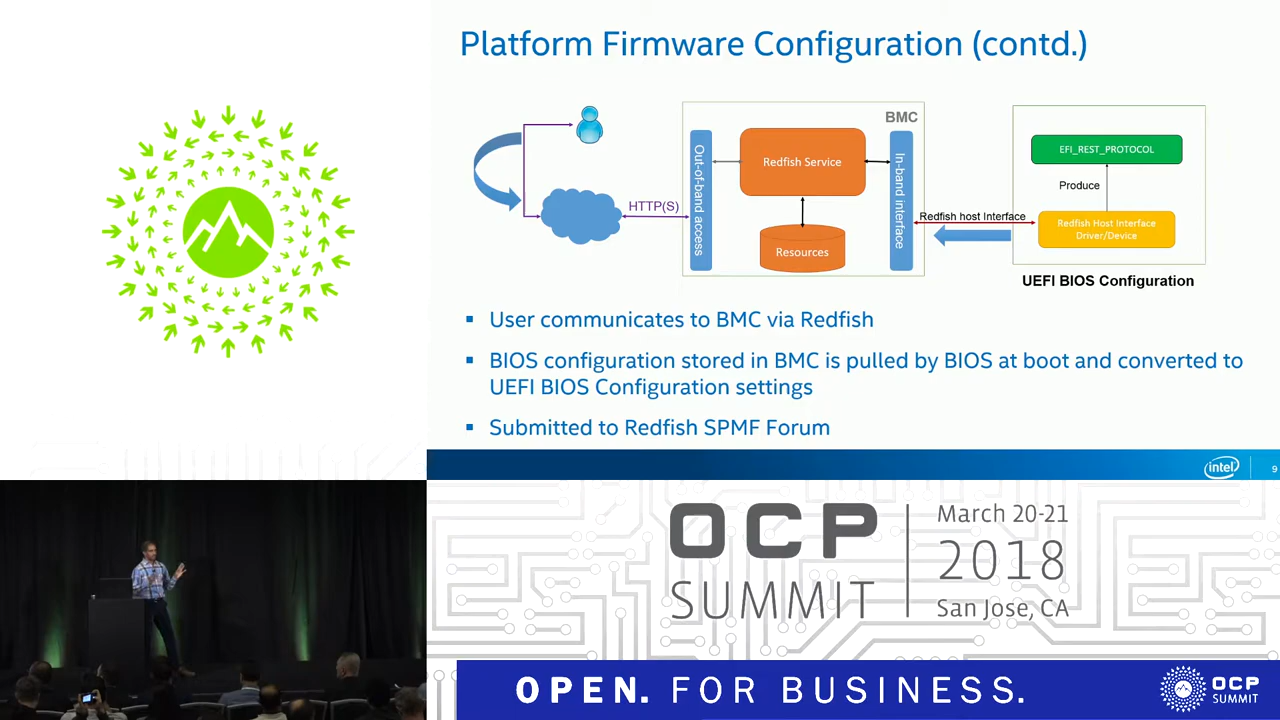 Platform Firmware Configuration (contd.)
BMC
Out-of-band access
Redfish Service
Resources
In-band interface
HTTP(S)
Redfish host Interface
EFI_REST_PROTOCOL
Produce
Redfish Host Interface
Driver/Device
UEFI BIOS Configuration
▪ User communicates to BMC via Redfish
▪ BIOS configuration stored in BMC is pulled by BIOS at boot and converted to
UEFI BIOS Configuration settings
▪ Submitted to Redfish SPMF Forum
intel
9
OCP
SUMMIT
March 20-21
2018
San Jose, CA
OPEN. FOR BUSINESS.
OCP
SUMMIT